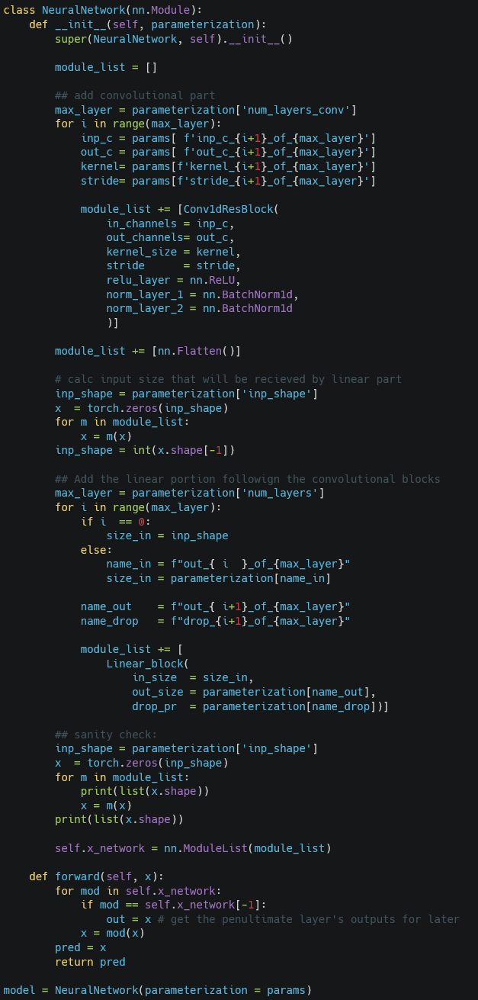 class NeuralNetwork(nn.Module):
    def __init__(self, parameterization):
        super(NeuralNetwork, self).__init__()

        module_list = []

        ## add convolutional part
        max_layer = parameterization['num_layers_conv']
        for i in range(max_layer):
            inp_c = params[ f'inp_c_{i+1}_of_{max_layer}']
            out_c = params[ f'out_c_{i+1}_of_{max_layer}']
            kernel= params[f'kernel_{i+1}_of_{max_layer}']
            stride= params[f'stride_{i+1}_of_{max_layer}']

            module_list += [Conv1dResBlock(
                in_channels = inp_c,
                out_channels= out_c,
                kernel_size = kernel,
                stride      = stride,
                relu_layer = nn.ReLU,
                norm_layer_1 = nn.BatchNorm1d,
                norm_layer_2 = nn.BatchNorm1d
                )]

        module_list += [nn.Flatten()]

        # calc input size that will be recieved by linear part
        inp_shape = parameterization['inp_shape']
        x  = torch.zeros(inp_shape)
        for m in module_list:
            x = m(x)
        inp_shape = int(x.shape[-1])

        ## Add the linear portion followign the convolutional blocks
        max_layer = parameterization['num_layers']
        for i in range(max_layer):
            if i  == 0:
                size_in = inp_shape
            else:
                name_in = f"out_{ i  }_of_{max_layer}"
                size_in = parameterization[name_in]

            name_out    = f"out_{ i+1}_of_{max_layer}"
            name_drop   = f"drop_{i+1}_of_{max_layer}"

            module_list += [
                Linear_block(
                    in_size  = size_in,
                    out_size = parameterization[name_out],
                    drop_pr  = parameterization[name_drop])]

        ## sanity check:
        inp_shape = parameterization['inp_shape']
        x  = torch.zeros(inp_shape)
        for m in module_list:
            print(list(x.shape))
            x = m(x)
        print(list(x.shape))

        self.x_network = nn.ModuleList(module_list)

    def forward(self, x):
        for mod in self.x_network:
            if mod == self.x_network[-1]:
                out = x # get the penultimate layer's outputs for later
            x = mod(x)
        pred = x
        return pred

model = NeuralNetwork(parameterization = params)